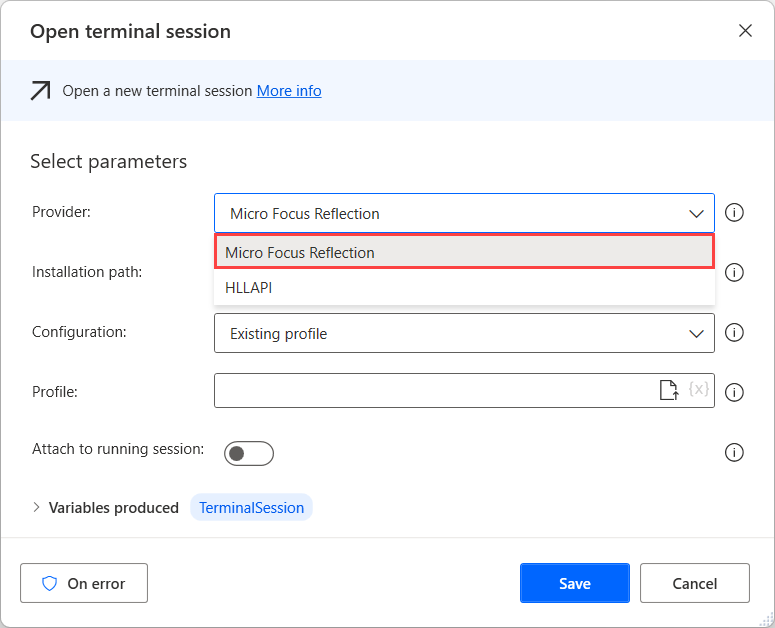 Open terminal session
Open a new terminal session More info
Select parameters
Provider:
Micro Focus Reflection
Micro Focus Reflection
Installation path:
HLLAPI
Configuration:
Existing profile
Profile:
{x}
Attach to running session:
Variables produced TerminalSession
On error
Save
Cancel